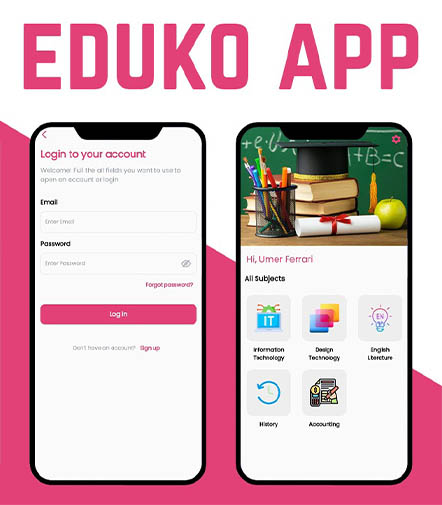 EDUKO APP
Login to your account
Welcome! Full the all fields you want to use to
open an account or login
Email
Enter Email
Password
Enter Password
Forgot password?
Log in
Don't have an account? Sign up
+B=C
Hi, Umer Ferrari
All Subjects
IT
Information
Technology
Design
Technology
EN
English
Literature
History
Accounting